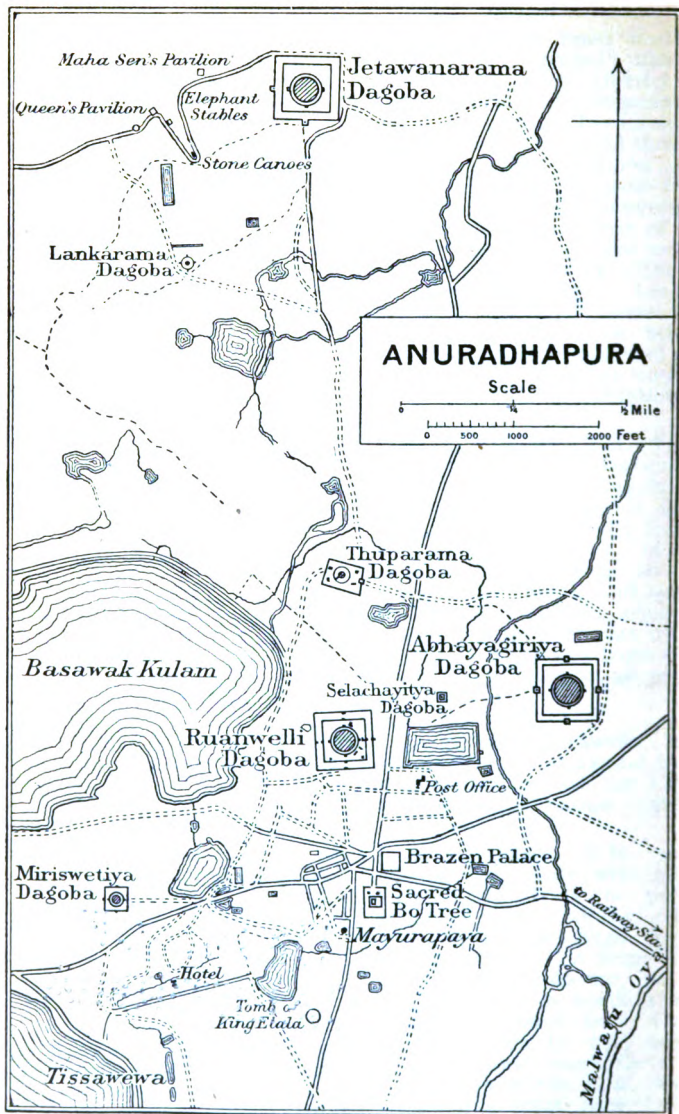 Maha Sen's Pavilion
Jetawanarama
Dagoba
Elephant
Stables
Queen's Pavilion
Stone Canoes
Lankarama
Dagoba
ANURADHAPURA
Scale
0 ¼ ½ Mile
0 500 1000 2000 Feet
Thuparama
Dagoba
Abhayagiriya
Dagoba
Basawak Kulam
Selachayitya
Dagoba
Ruanwelli
Dagoba
Post Office
Brazen Palace
Miriswetiya
Dagoba
Sacred
Bo Tree
to Railway Sta.
Mayurapaya
Hotel
Tomb of
King Elala
Malwatu Oya
Tissawewa